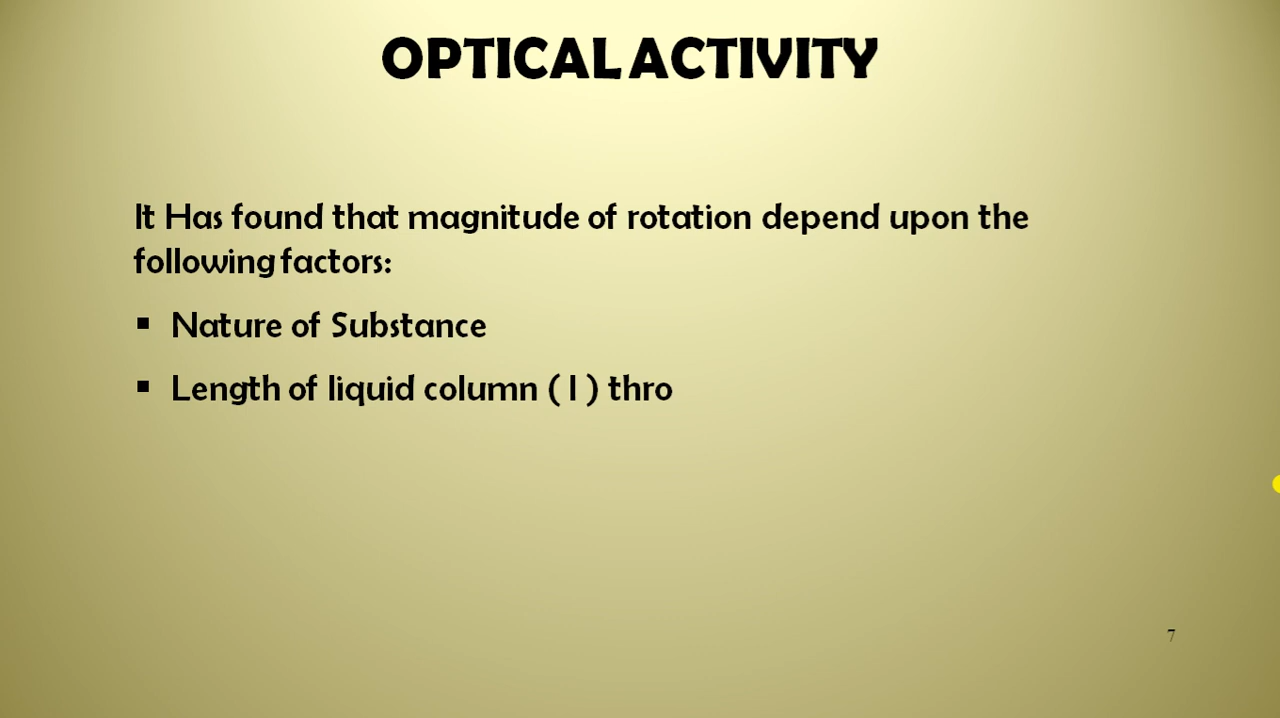 OPTICAL ACTIVITY
It Has found that magnitude of rotation depend upon the
following factors:
▪ Nature of Substance
▪ Length of liquid column ( l ) thro
7